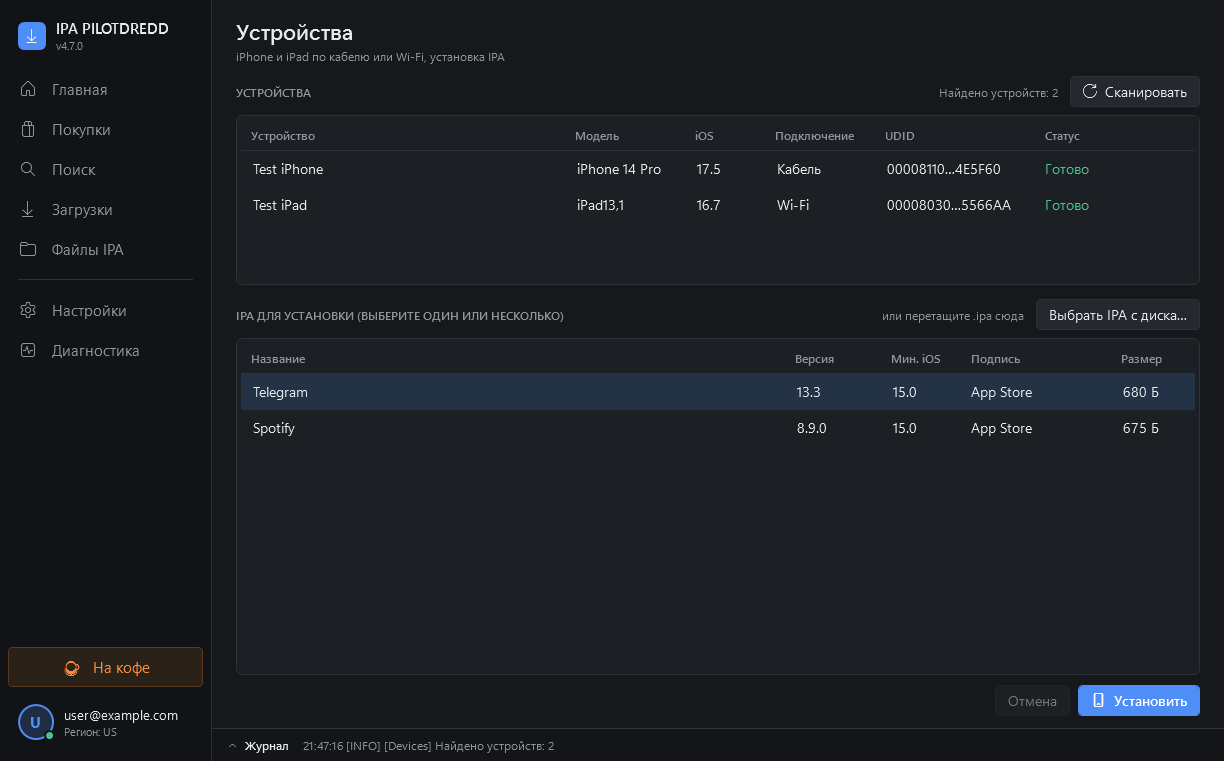 IPA PILOTDREDD
v4.7.0
Главная
Покупки
Поиск
Загрузки
Файлы IPA
Настройки
Диагностика
На кофе
U
user@example.com
Регион: US
Устройства
iPhone и iPad по кабелю или Wi-Fi, установка IPA
УСТРОЙСТВА Найдено устройств: 2 Сканировать
Устройство Модель iOS Подключение UDID Статус
Test iPhone iPhone 14 Pro 17.5 Кабель 00008110...4E5F60 Готово
Test iPad iPad13,1 16.7 Wi-Fi 00008030...5566AA Готово
IPA ДЛЯ УСТАНОВКИ (ВЫБЕРИТЕ ОДИН ИЛИ НЕСКОЛЬКО) или перетащите .ipa сюда Выбрать IPA с диска...
Название Версия Мин. iOS Подпись Размер
Telegram 13.3 15.0 App Store 680 Б
Spotify 8.9.0 15.0 App Store 675 Б
Отмена Установить
Журнал 21:47:16 [INFO] [Devices] Найдено устройств: 2